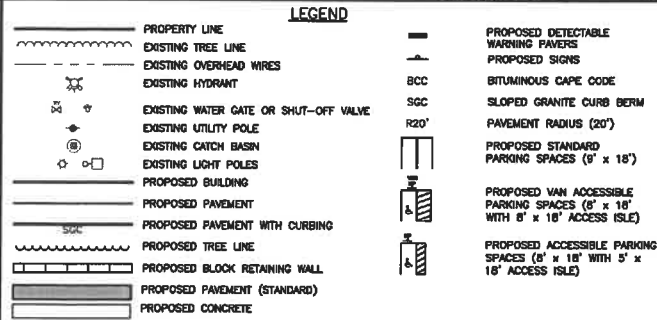 LEGEND
PROPERTY LINE
EXISTING TREE LINE
EXISTING OVERHEAD WIRES
EXISTING HYDRANT
EXISTING WATER GATE OR SHUT-OFF VALVE
EXISTING UTILITY POLE
EXISTING CATCH BASIN
EXISTING LIGHT POLES
PROPOSED BUILDING
PROPOSED PAVEMENT
PROPOSED PAVEMENT WITH CURBING
SGC
PROPOSED TREE LINE
PROPOSED BLOCK RETAINING WALL
PROPOSED PAVEMENT (STANDARD)
PROPOSED CONCRETE
PROPOSED DETECTABLE
WARNING PAVERS
PROPOSED SIGNS
BCC BITUMINOUS CAPE CODE
SGC SLOPED GRANITE CURB BERM
R20' PAVEMENT RADIUS (20')
PROPOSED STANDARD
PARKING SPACES (9' x 18')
PROPOSED VAN ACCESSIBLE
PARKING SPACES (8' x 18'
WITH 8' x 18' ACCESS ISLE)
PROPOSED ACCESSIBLE PARKING
SPACES (8' x 18' WITH 5' x
18' ACCESS ISLE)